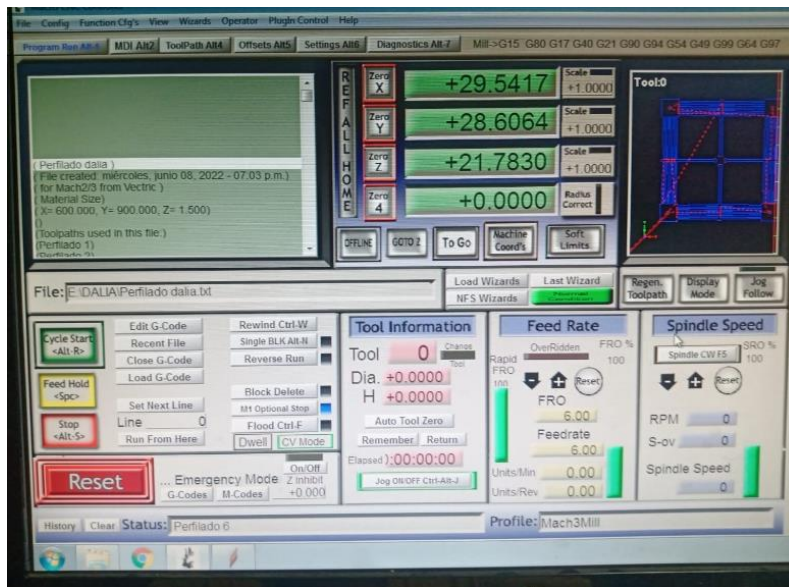 File Config Function Cfg's View Wizards Operator PlugIn Control Help
Program Run Alt-1 MDI Alt2 ToolPath Alt4 Offsets Alt5 Settings Alt6 Diagnostics Alt-7 Mill->G15 G80 G17 G40 G21 G90 G94 G54 G49 G99 G64 G97
REF ALL HOME
Zero X +29.5417 Scale +1.0000
Zero Y +28.6064 Scale +1.0000
Zero Z +21.7830 Scale +1.0000
Zero 4 +0.0000 Radius Correct
OFFLINE GOTO Z To Go Machine Coord's Soft Limits
Tool:0
( Perfilado dalia )
( File created: miércoles, junio 08, 2022 - 07:03 p.m.)
( for Mach2/3 from Vectric )
( Material Size)
( X= 600.000, Y= 900.000, Z= 1.500)
()
(Toolpaths used in this file:)
(Perfilado 1)
(Perfilado 2)
File: E:\DALIA\Perfilado dalia.txt
Load Wizards Last Wizard
NFS Wizards
Regen. Toolpath Display Mode Jog Follow
Cycle Start <Alt-R>
Feed Hold <Spc>
Stop <Alt-S>
Edit G-Code Rewind Ctrl-W
Recent File Single BLK Alt-N
Close G-Code Reverse Run
Load G-Code
Block Delete
Set Next Line M1 Optional Stop
Line 0 Flood Ctrl-F
Run From Here Dwell CV Mode
Reset
... Emergency Mode
G-Codes M-Codes
On/Off
Z Inhibit
+0.000
Tool Information
Tool 0 Change Tool
Dia. +0.0000
H +0.0000
Auto Tool Zero
Remember Return
Elapsed 00:00:00
Jog ON/OFF Ctrl-Alt-J
Feed Rate
OverRidden FRO %
Rapid FRO 100
100
Reset
FRO
6.00
Feedrate
6.00
Units/Min 0.00
Units/Rev 0.00
Spindle Speed
Spindle CW F5 SRO %
100
Reset
RPM 0
S-ov 0
Spindle Speed
0
History Clear Status: Perfilado 6 Profile: Mach3Mill